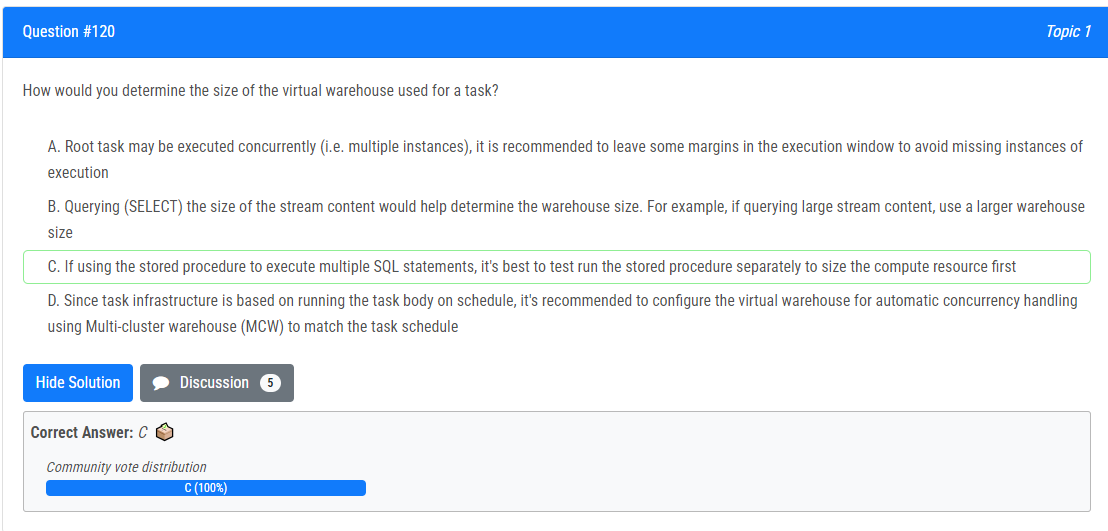 Question #120 Topic 1
How would you determine the size of the virtual warehouse used for a task?
A. Root task may be executed concurrently (i.e. multiple instances), it is recommended to leave some margins in the execution window to avoid missing instances of
execution
B. Querying (SELECT) the size of the stream content would help determine the warehouse size. For example, if querying large stream content, use a larger warehouse
size
C. If using the stored procedure to execute multiple SQL statements, it's best to test run the stored procedure separately to size the compute resource first
D. Since task infrastructure is based on running the task body on schedule, it's recommended to configure the virtual warehouse for automatic concurrency handling
using Multi-cluster warehouse (MCW) to match the task schedule
Hide Solution Discussion 5
Correct Answer: C
Community vote distribution
C (100%)